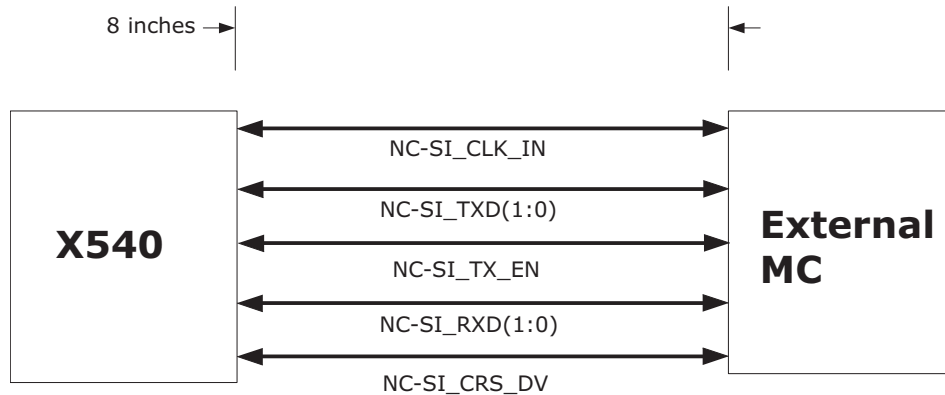 8 inches
NC-SI_CLK_IN
NC-SI_TXD(1:0)
X540
External
MC
NC-SI_TX_EN
NC-SI_RXD(1:0)
NC-SI_CRS_DV